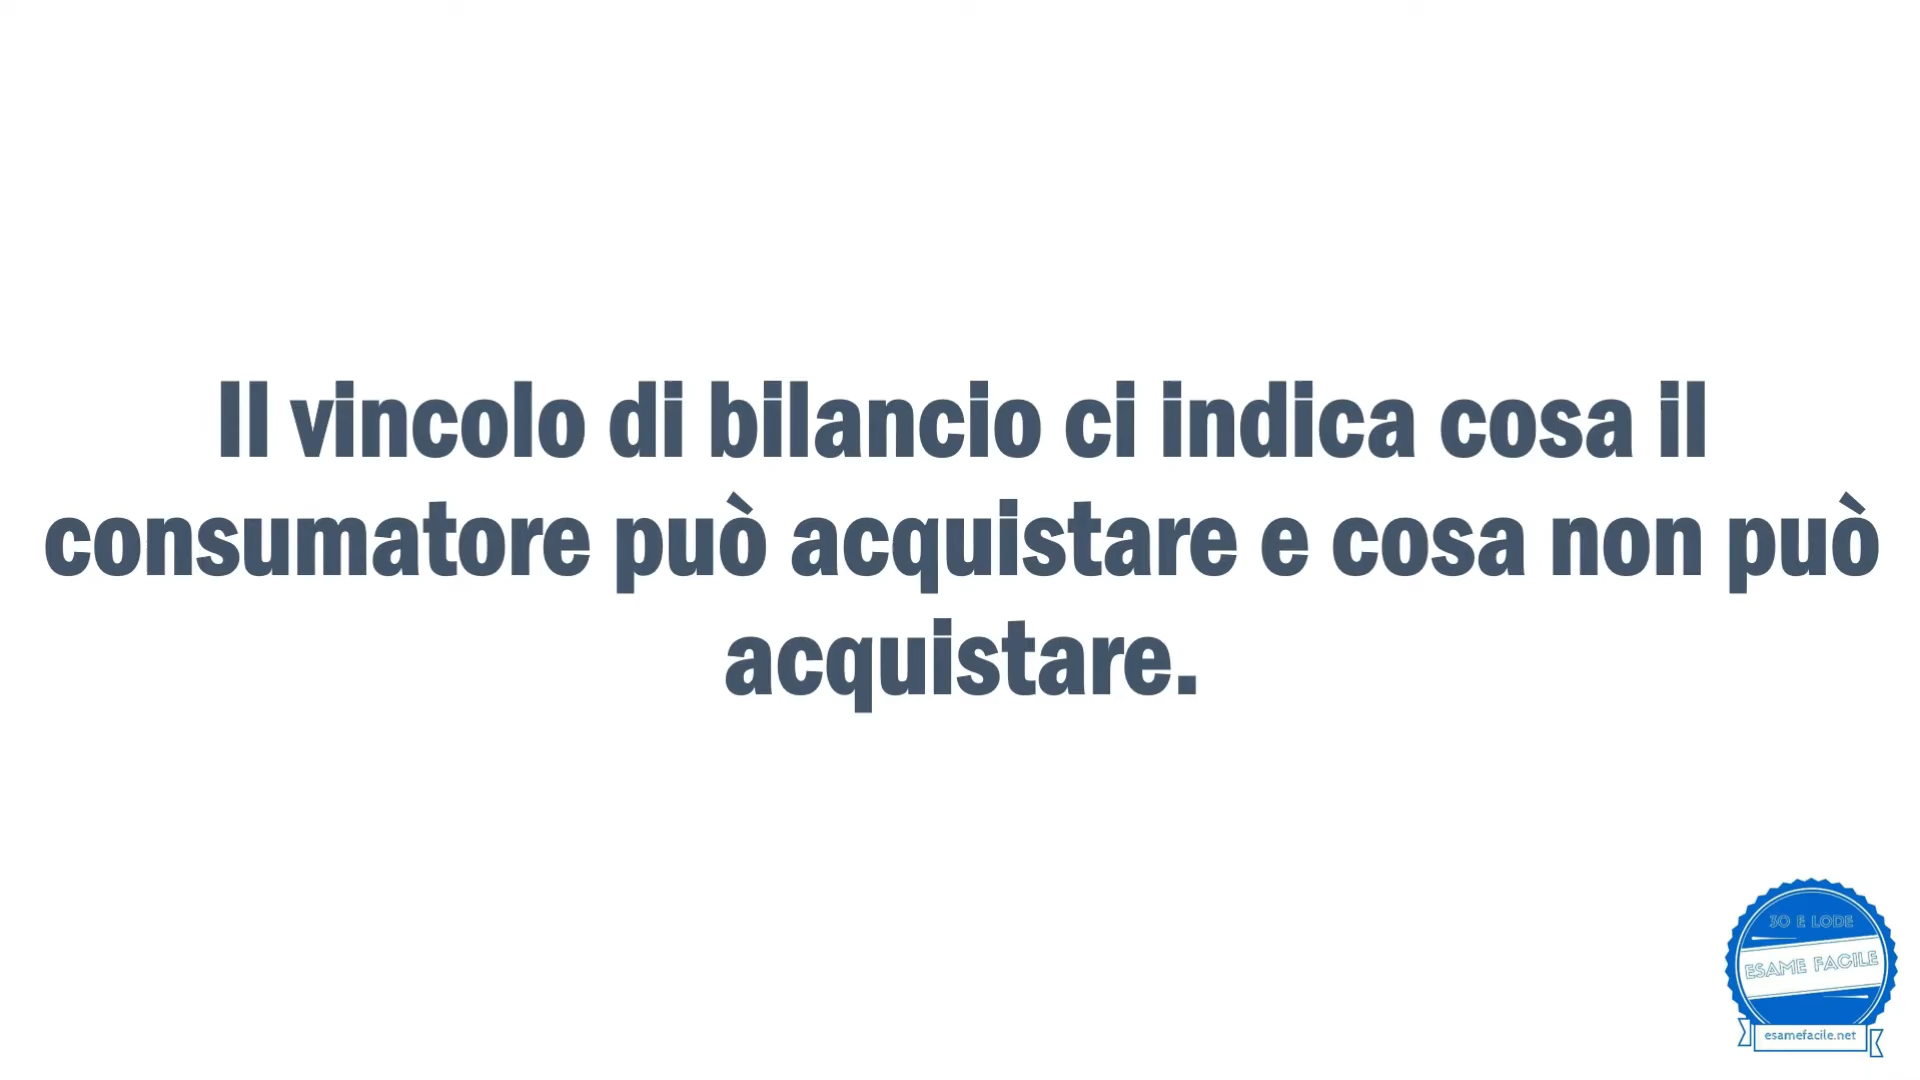 Il vincolo di bilancio ci indica cosa il
consumatore può acquistare e cosa non può
acquistare.
30 E LODE
ESAME FACILE
esamefacile.net